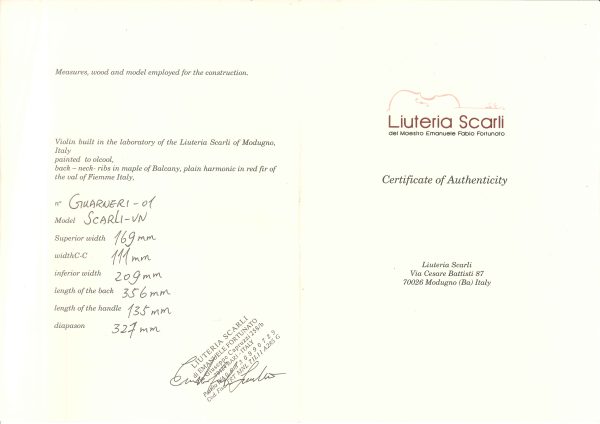 Measures, wood and model employed for the construction.
Violin built in the laboratory of the Liuteria Scarli of Modugno,
Italy
painted to olcool,
back – neck- ribs in maple of Balcany, plain harmonic in red fir of
the val of Fiemme Italy.
n° GUARNERI-01
Model SCARLI-VN
Superior width 169 mm
widthC-C 111 mm
inferior width 209 mm
length of the back 356 mm
length of the handle 135 mm
diapason 327 mm
LIUTERIA SCARLI
di EMANUELE FORTUNATO
Liuteria Scarli
del Maestro Emanuele Fabio Fortunato
Certificate of Authenticity
Liuteria Scarli
Via Cesare Battisti 87
70026 Modugno (Ba) Italy